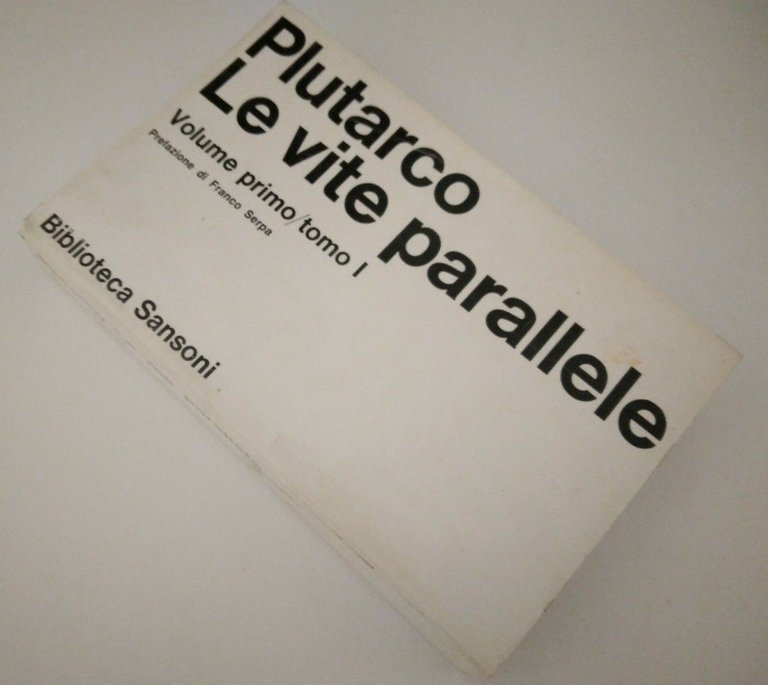 Plutarco
Le vite parallele
Volume primo/tomo I
Prefazione di Franco Serpa
Biblioteca Sansoni